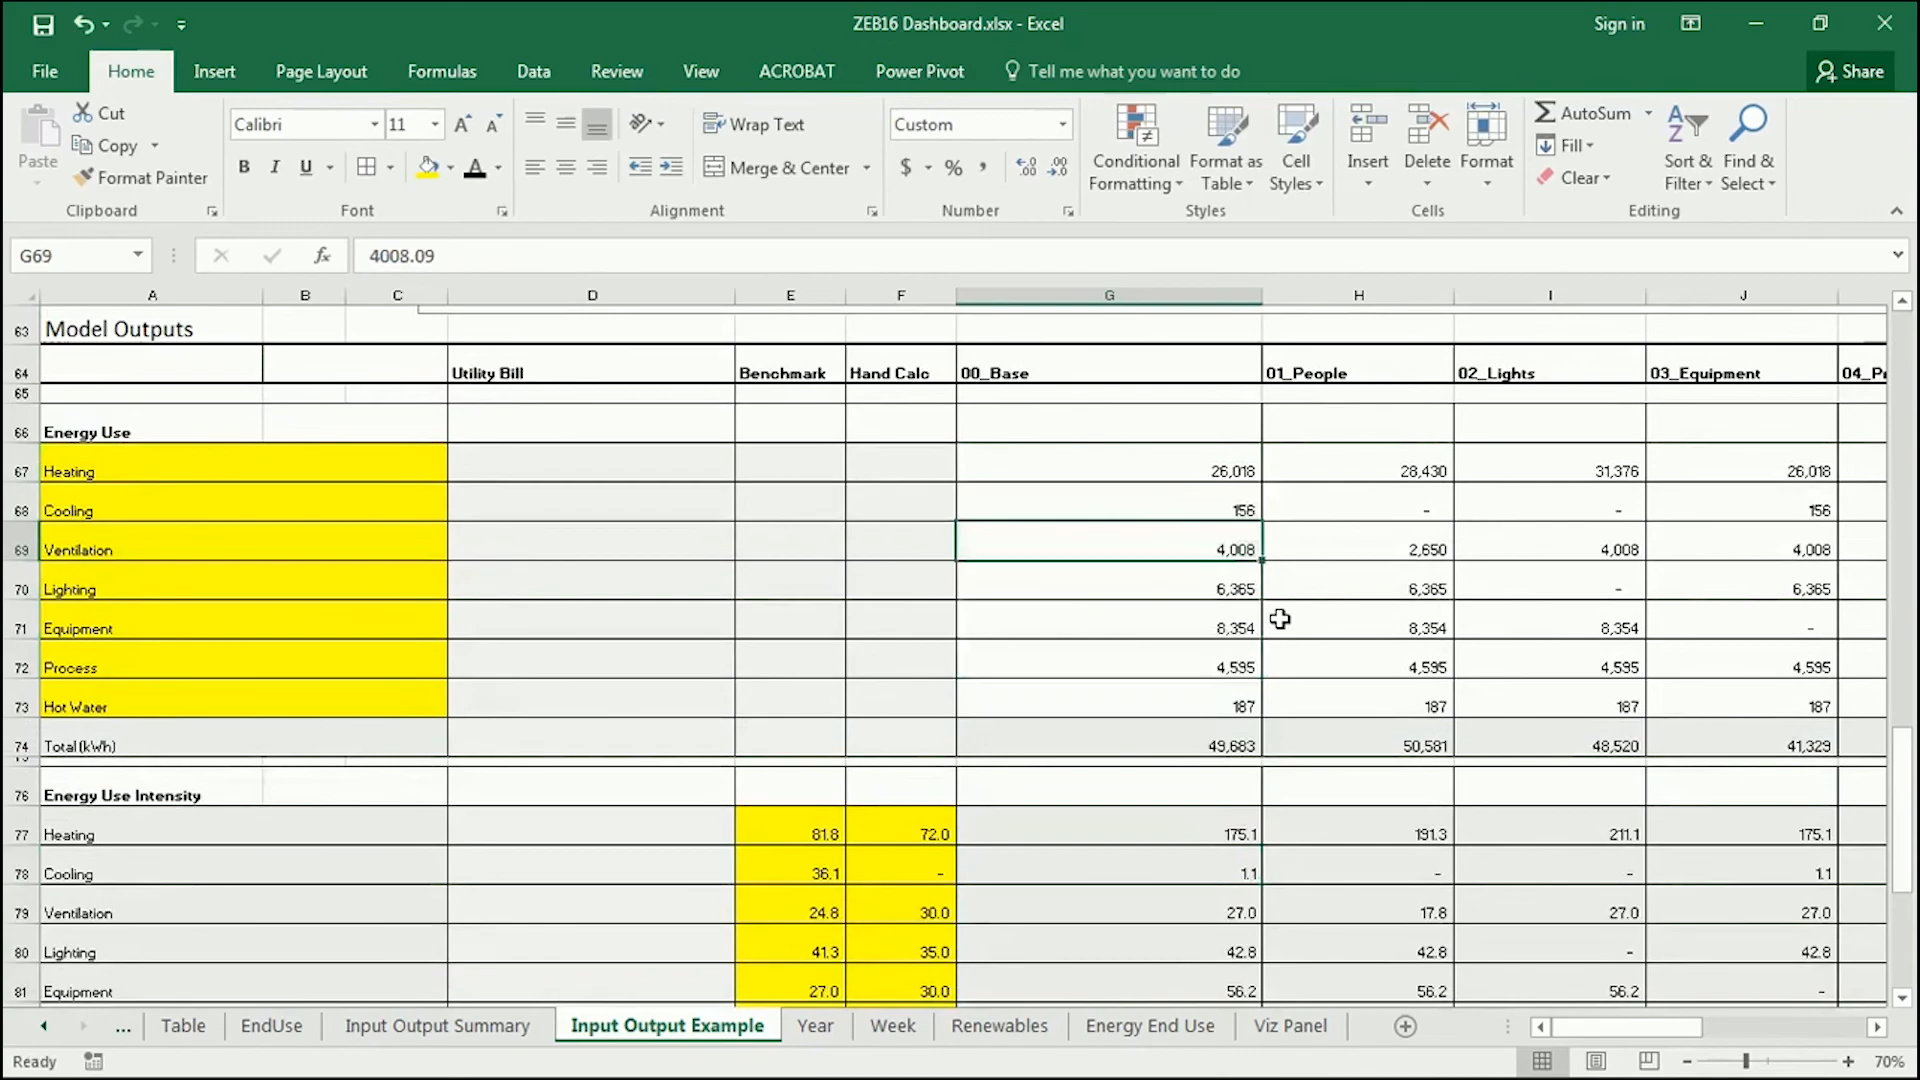 ZEB16 Dashboard.xlsx - Excel
Sign in
File Home Insert Page Layout Formulas Data Review View ACROBAT Power Pivot Tell me what you want to do Share
Paste
Cut
Copy
Format Painter
Clipboard
Calibri 11
B I U
Font
Wrap Text
Merge & Center
Alignment
Custom
$ % ,
Number
Conditional Formatting
Format as Table
Cell Styles
Styles
Insert Delete Format
Cells
AutoSum
Fill
Clear
Sort & Filter
Find & Select
Editing
G69 fx 4008.09
A B C D E F G H I J
63 Model Outputs
64 Utility Bill Benchmark Hand Calc 00_Base 01_People 02_Lights 03_Equipment
65
66 Energy Use
67 Heating 26,018 28,430 31,376 26,018
68 Cooling 156 - - 156
69 Ventilation 4,008 2,650 4,008 4,008
70 Lighting 6,365 6,365 - 6,365
71 Equipment 8,354 8,354 8,354 -
72 Process 4,595 4,595 4,595 4,595
73 Hot Water 187 187 187 187
74 Total (kWh) 49,683 50,581 48,520 41,329
76 Energy Use Intensity
77 Heating 81.8 72.0 175.1 191.3 211.1 175.1
78 Cooling 36.1 - 1.1 - - 1.1
79 Ventilation 24.8 30.0 27.0 17.8 27.0 27.0
80 Lighting 41.3 35.0 42.8 42.8 - 42.8
81 Equipment 27.0 30.0 56.2 56.2 56.2 -
... Table EndUse Input Output Summary Input Output Example Year Week Renewables Energy End Use Viz Panel
Ready 70%